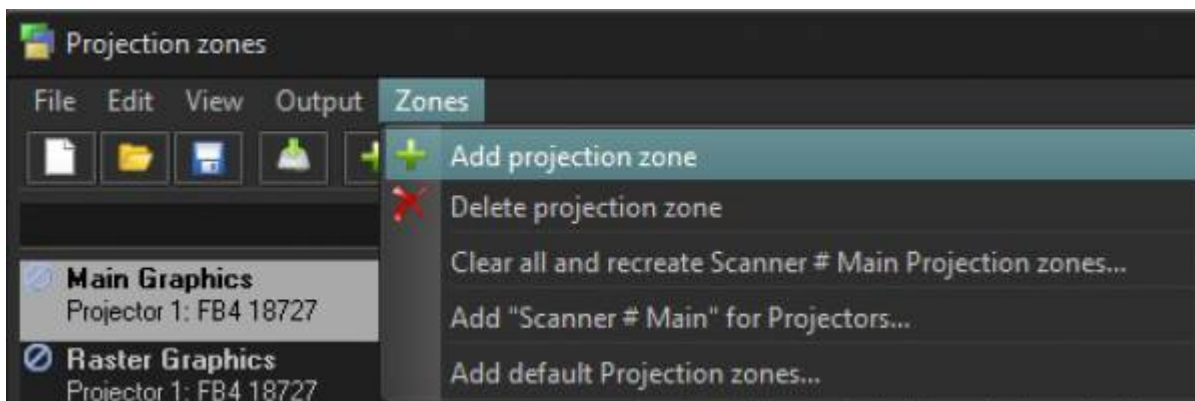 Projection zones
File Edit View Output Zones
Add projection zone
Delete projection zone
Clear all and recreate Scanner # Main Projection zones...
Add "Scanner # Main" for Projectors...
Add default Projection zones...
Main Graphics
Projector 1: FB4 18727
Raster Graphics
Projector 1: FB4 18727